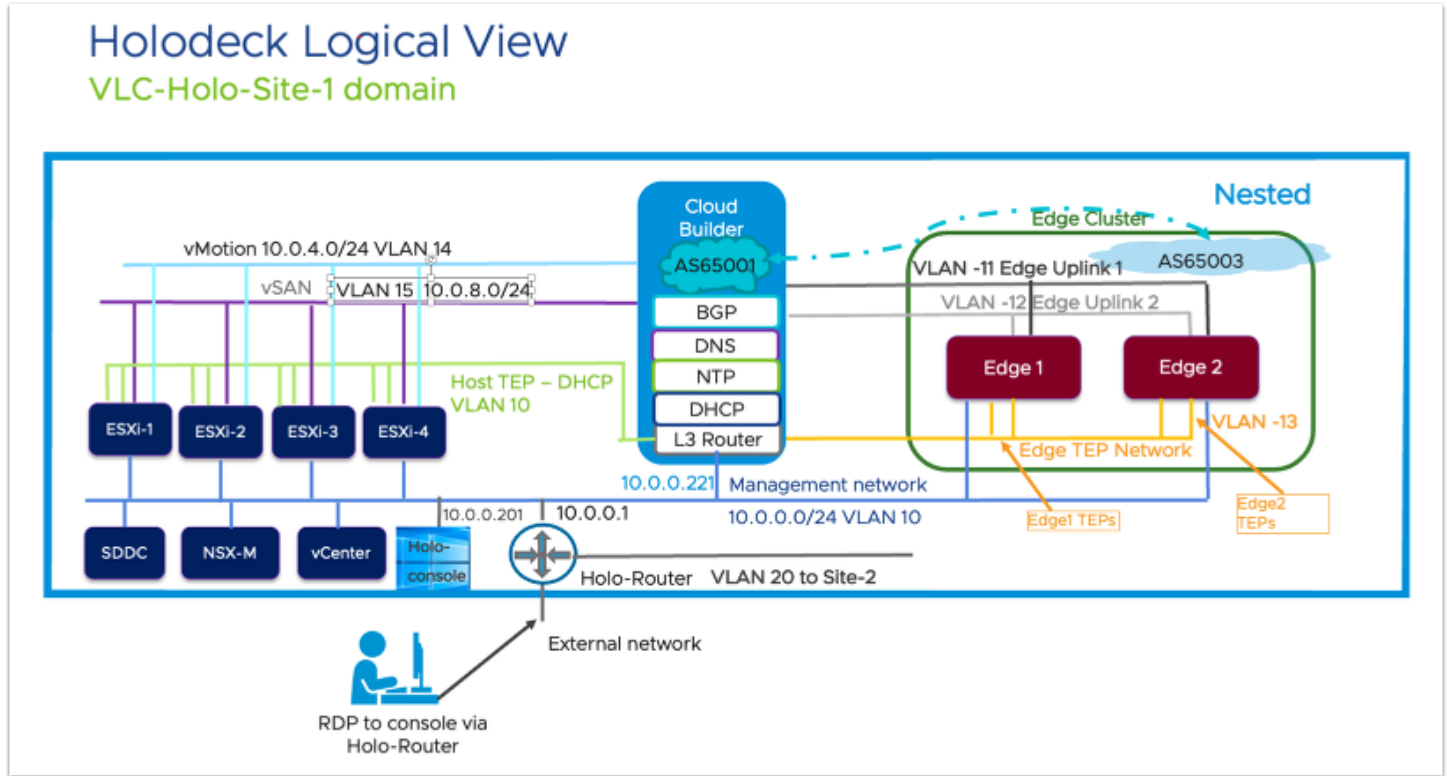 Holodeck Logical View
VLC-Holo-Site-1 domain
Nested
Cloud
Builder
AS65001
BGP
DNS
NTP
DHCP
L3 Router
vMotion 10.0.4.0/24 VLAN 14
vSAN
VLAN 15 10.0.8.0/24
Host TEP – DHCP
VLAN 10
ESXi-1
ESXi-2
ESXi-3
ESXi-4
Edge Cluster
AS65003
VLAN -11 Edge Uplink 1
VLAN -12 Edge Uplink 2
Edge 1
Edge 2
VLAN -13
Edge TEP Network
Edge1 TEPs
Edge2
TEPs
10.0.0.221
Management network
10.0.0.0/24 VLAN 10
10.0.0.201
10.0.0.1
SDDC
NSX-M
vCenter
Holo-
console
Holo-Router
VLAN 20 to Site-2
External network
RDP to console via
Holo-Router